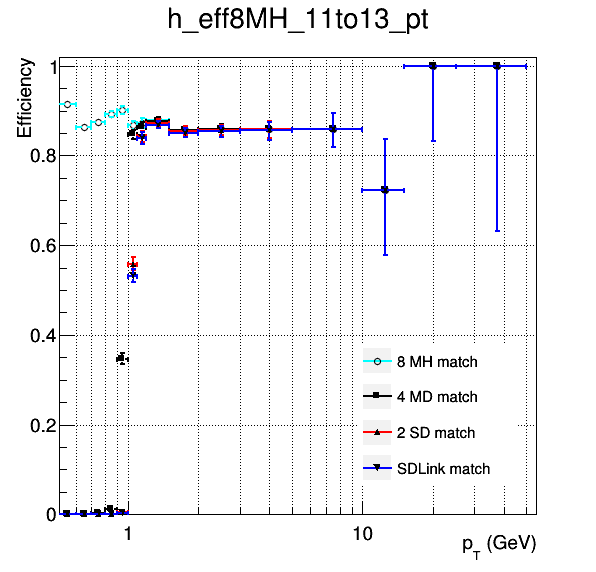 h_eff8MH_11to13_pt
Efficiency
1
0.8
0.6
0.4
0.2
0
8 MH match
4 MD match
2 SD match
SDLink match
1
10
p_T (GeV)